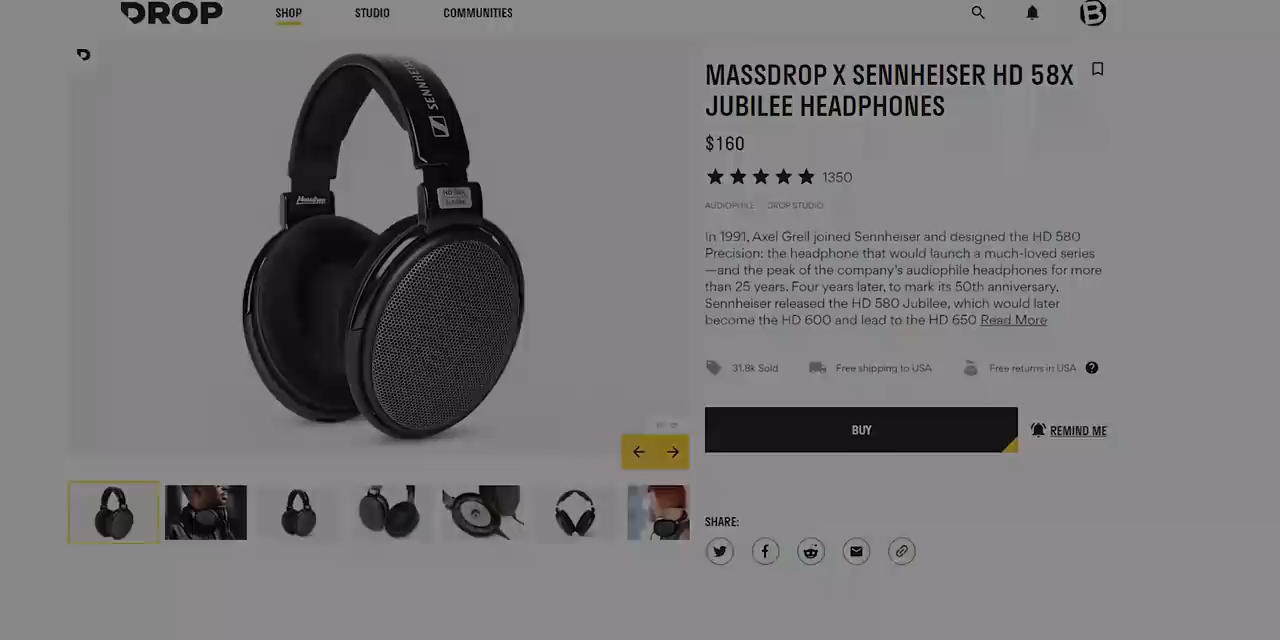 DROP
SHOP
STUDIO
COMMUNITIES
B
SENNHEISER
Massdrop
MASSDROP X SENNHEISER HD 58X
JUBILEE HEADPHONES
$160
1350
AUDIOPHILE DROP STUDIO
In 1991, Axel Grell joined Sennheiser and designed the HD 580
Precision: the headphone that would launch a much-loved series
—and the peak of the company's audiophile headphones for more
than 25 years. Four years later, to mark its 50th anniversary,
Sennheiser released the HD 580 Jubilee, which would later
become the HD 600 and lead to the HD 650 Read More
31.8k Sold
Free shipping to USA
Free returns in USA ?
BUY
REMIND ME
SHARE: